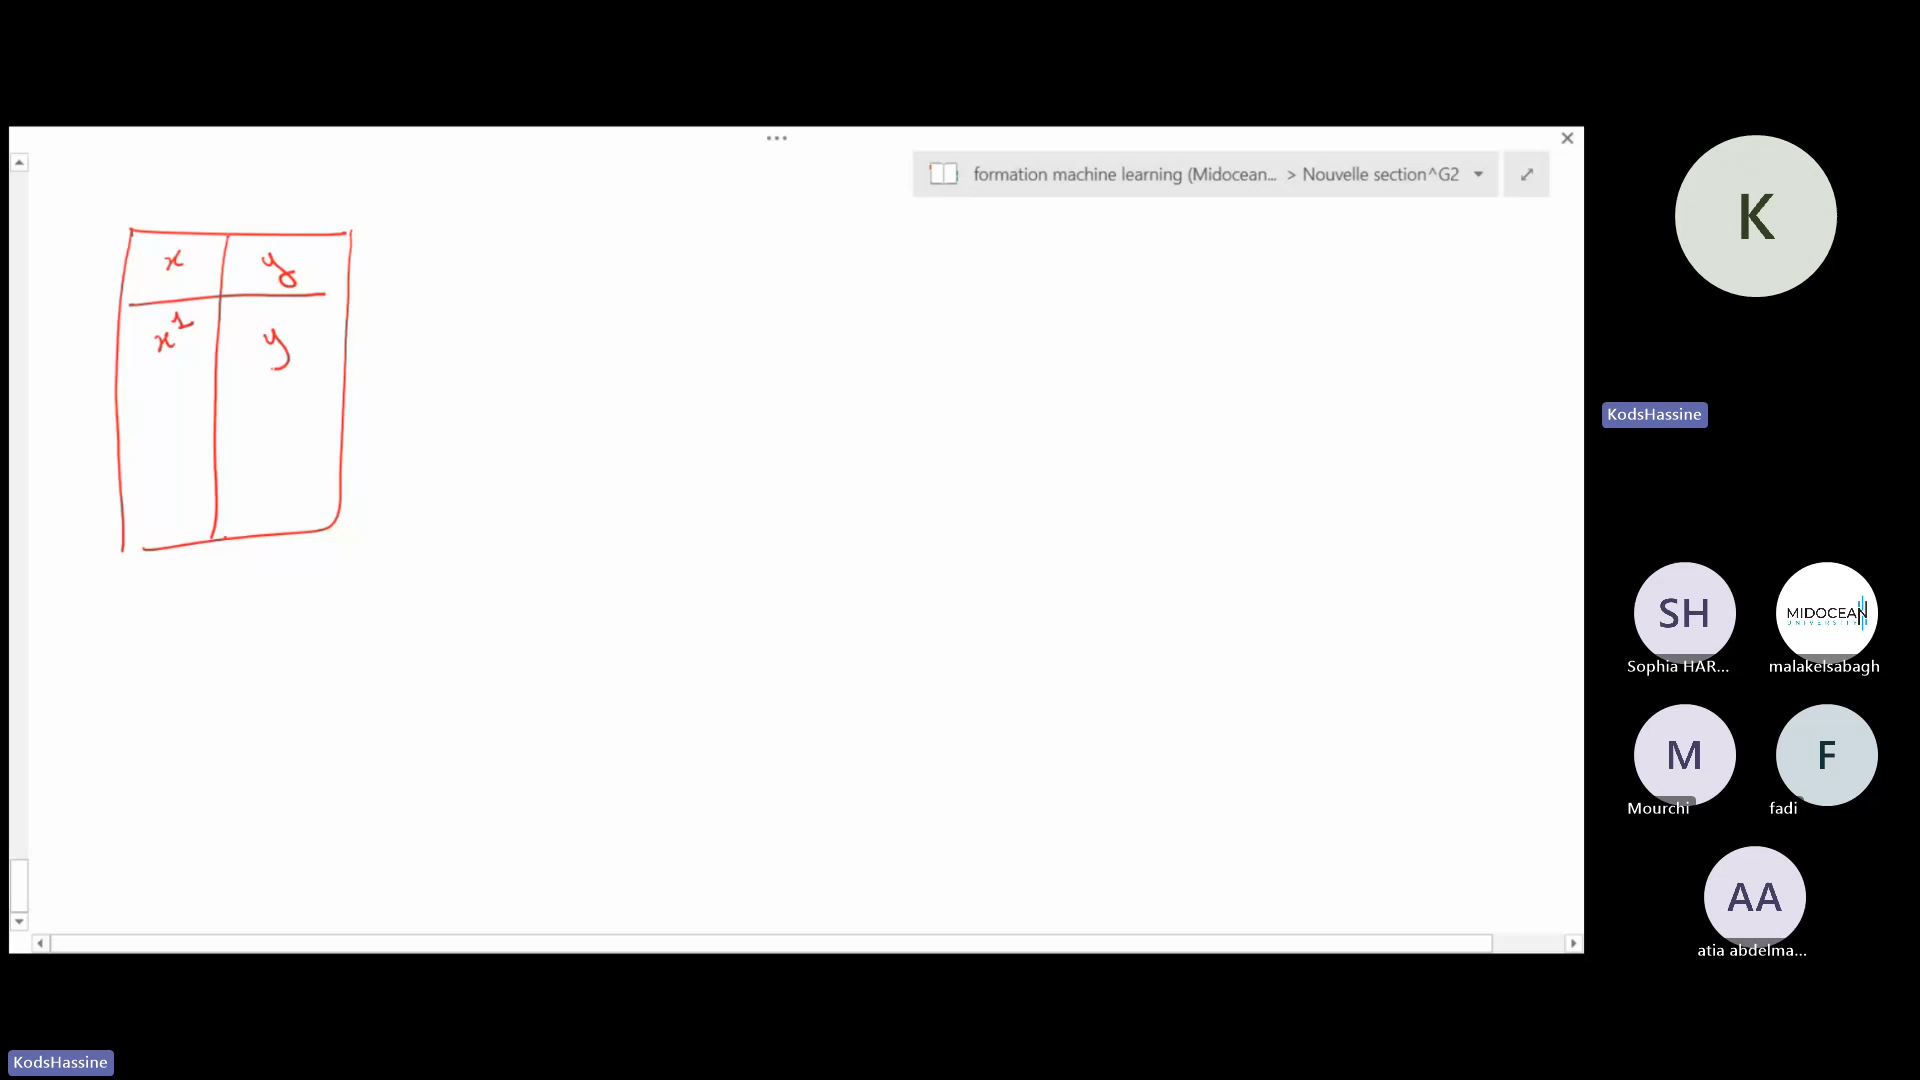 formation machine learning (Midocean... > Nouvelle section^G2
x y
x¹ y
K
KodsHassine
SH
Sophia HAR...
MIDOCEAN
UNIVERSITY
malakelsabagh
M
Mourchi
F
fadi
AA
atia abdelma...
KodsHassine